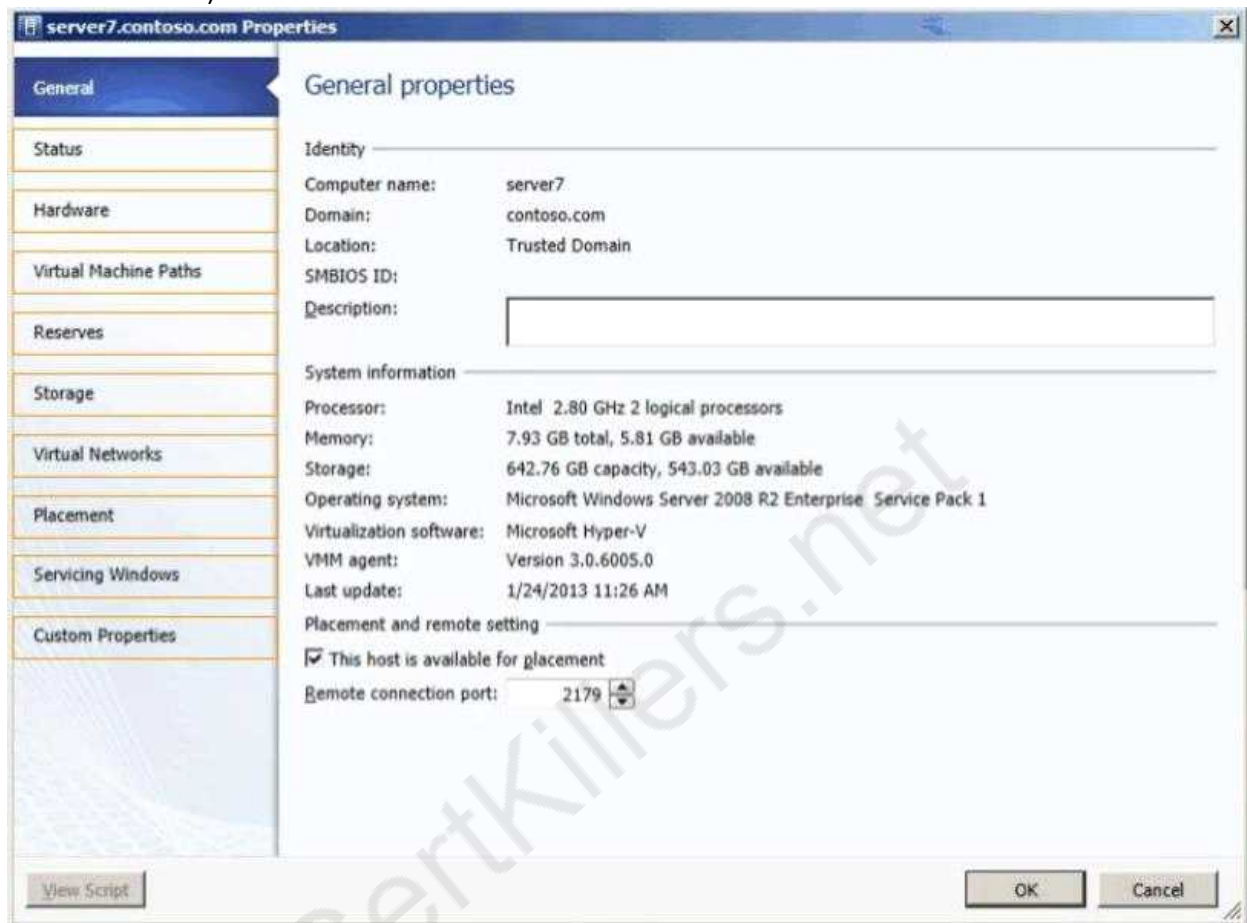 server7.contoso.com Properties
General
Status
Hardware
Virtual Machine Paths
Reserves
Storage
Virtual Networks
Placement
Servicing Windows
Custom Properties
General properties
Identity
Computer name: server7
Domain: contoso.com
Location: Trusted Domain
SMBIOS ID:
Description:
System information
Processor: Intel 2.80 GHz 2 logical processors
Memory: 7.93 GB total, 5.81 GB available
Storage: 642.76 GB capacity, 543.03 GB available
Operating system: Microsoft Windows Server 2008 R2 Enterprise Service Pack 1
Virtualization software: Microsoft Hyper-V
VMM agent: Version 3.0.6005.0
Last update: 1/24/2013 11:26 AM
Placement and remote setting
This host is available for placement
Remote connection port: 2179
View Script
OK
Cancel
ertKillers.net